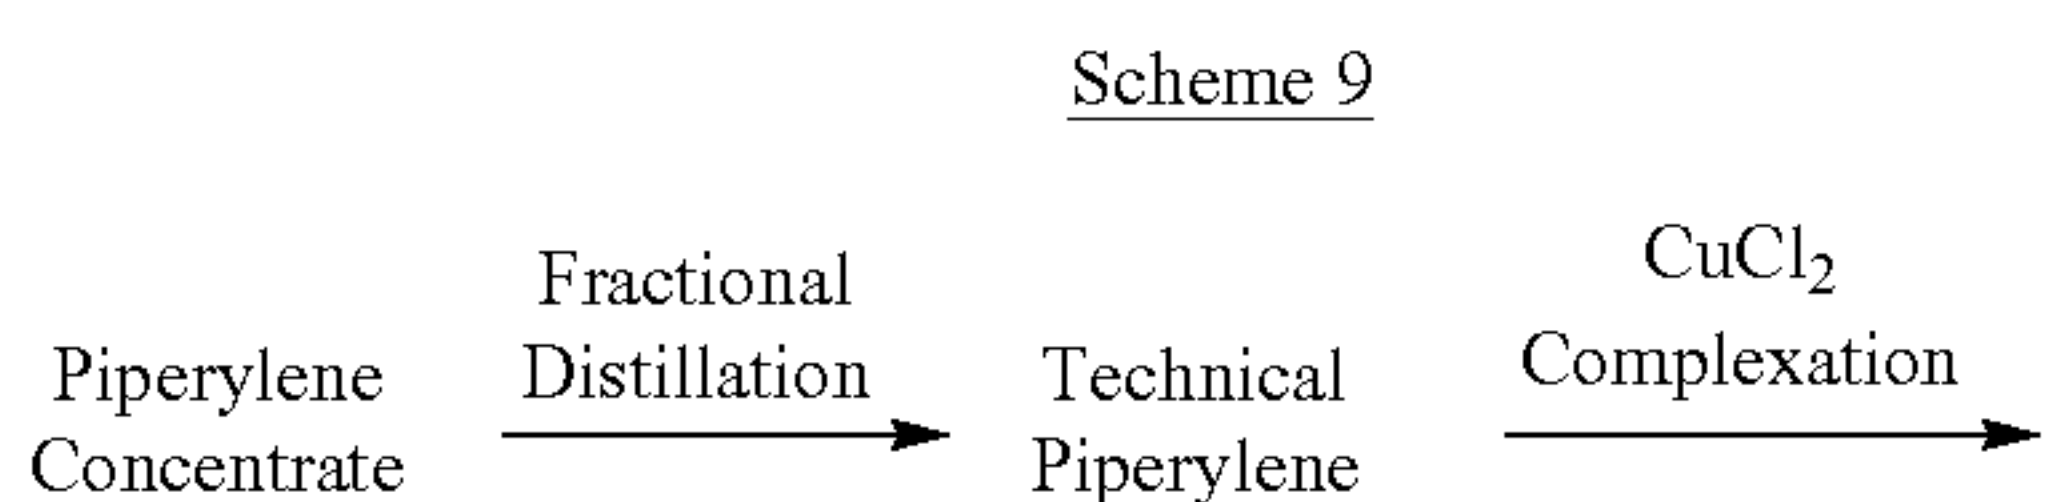 Scheme 9
Fractional
Distillation
CuCl₂
Complexation
Piperylene
Concentrate
Technical
Piperylene